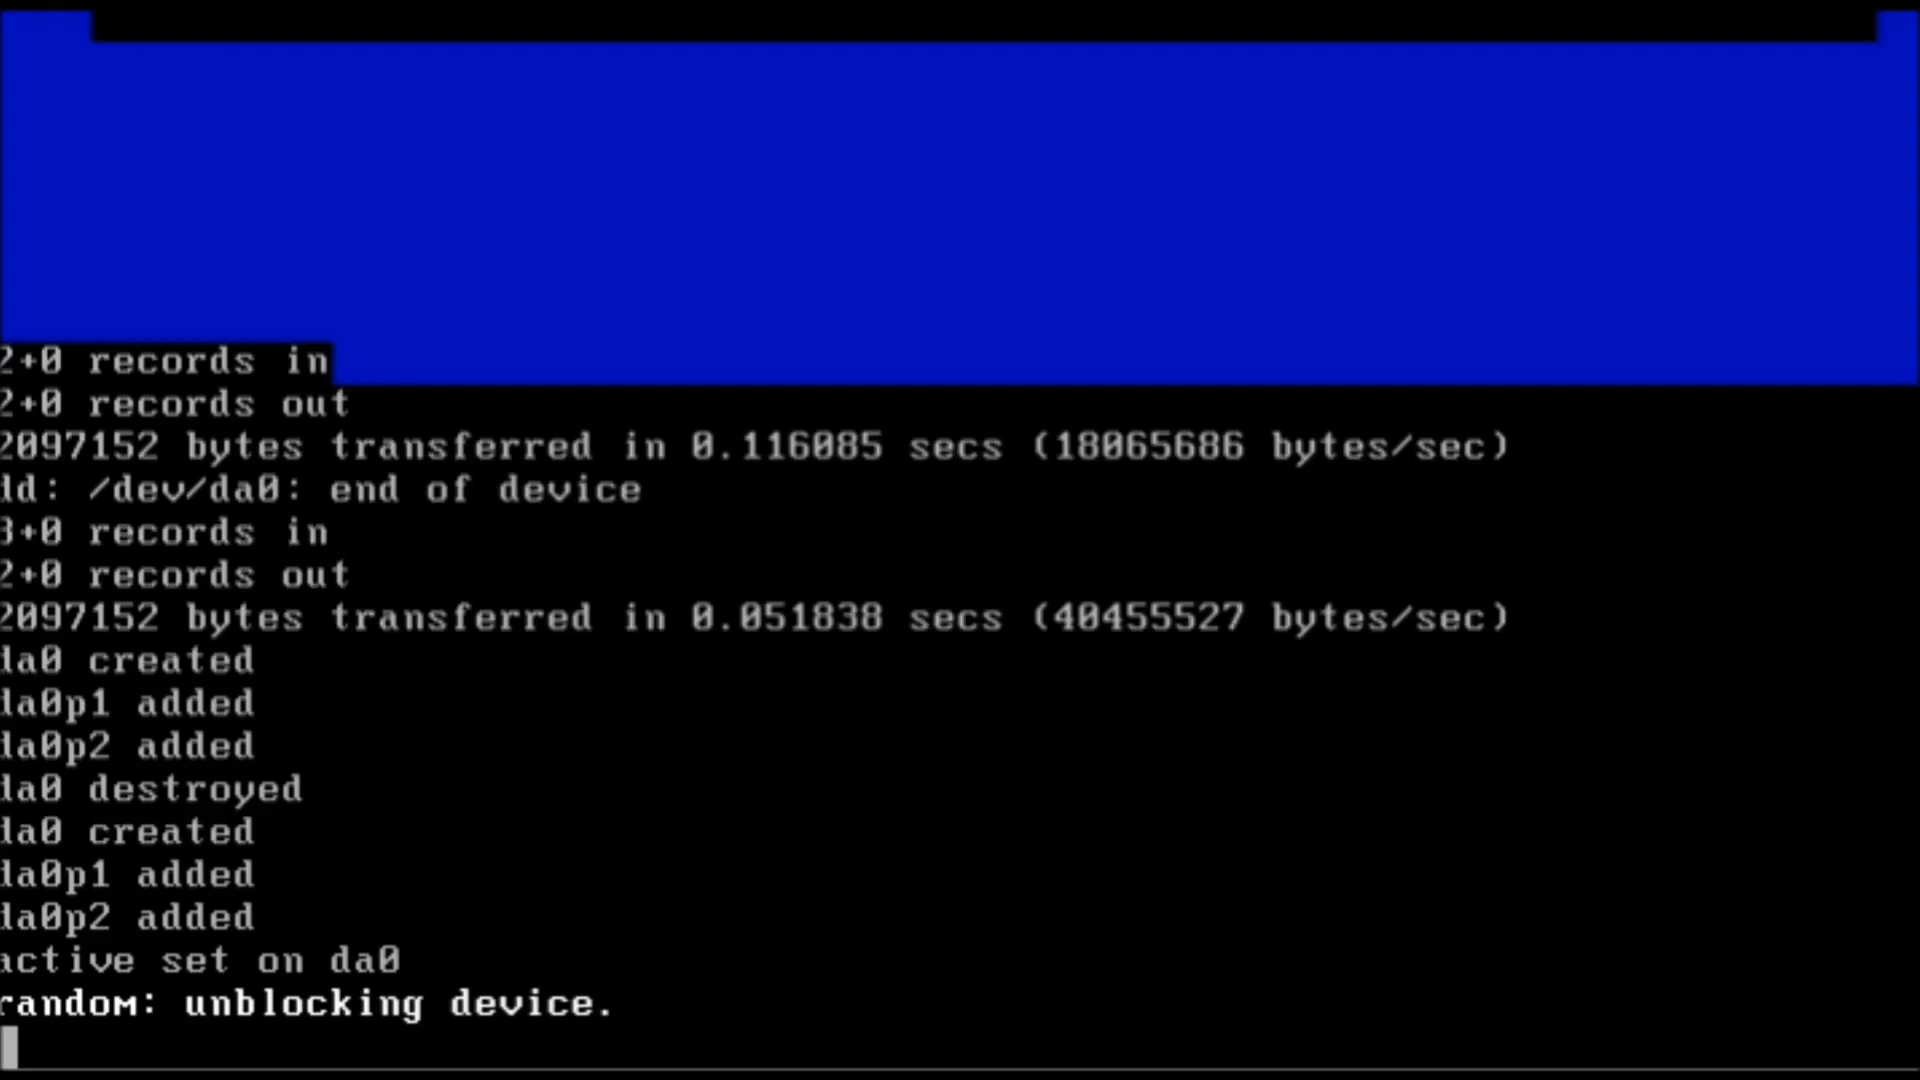 2+0 records in
2+0 records out
2097152 bytes transferred in 0.116085 secs (18065686 bytes/sec)
dd: /dev/da0: end of device
3+0 records in
2+0 records out
2097152 bytes transferred in 0.051838 secs (40455527 bytes/sec)
da0 created
da0p1 added
da0p2 added
da0 destroyed
da0 created
da0p1 added
da0p2 added
active set on da0
random: unblocking device.